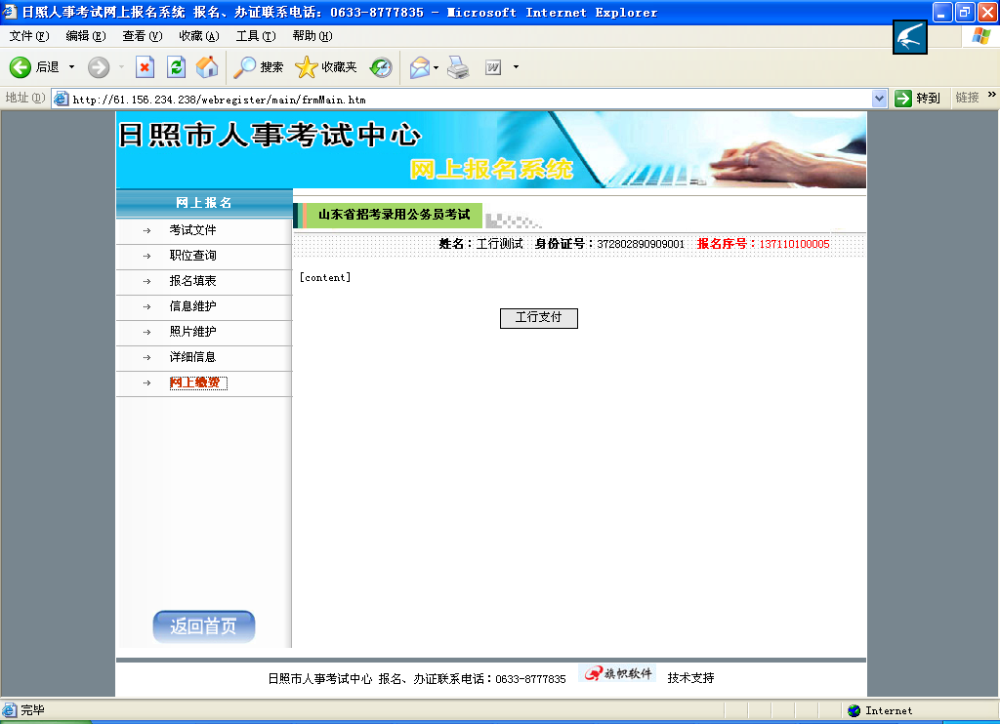 日照人事考试网上报名系统 报名、办证联系电话：0633-8777835 - Microsoft Internet Explorer
文件(F) 编辑(E) 查看(V) 收藏(A) 工具(T) 帮助(H)
后退 搜索 收藏夹
地址(D) http://61.156.234.238/webregister/main/frmMain.htm 转到 链接 »
日照市人事考试中心
网上报名系统
网上报名
山东省招考录用公务员考试
姓名：工行测试 身份证号：372802890909001 报名序号：137110100005
考试文件
职位查询
报名填表
信息维护
照片维护
详细信息
网上缴费
[content]
工行支付
返回首页
日照市人事考试中心 报名、办证联系电话：0633-8777835 旗帜软件 技术支持
完毕 Internet